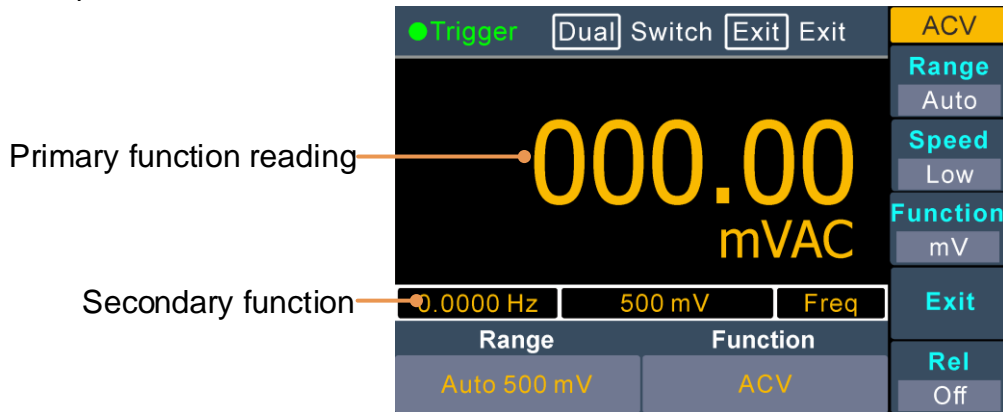 Trigger Dual Switch Exit Exit
ACV
Range
Auto
Speed
Low
Function
mV
Exit
Rel
Off
Primary function reading
000.00
mVAC
Secondary function
0.0000 Hz 500 mV Freq
Range Function
Auto 500 mV ACV